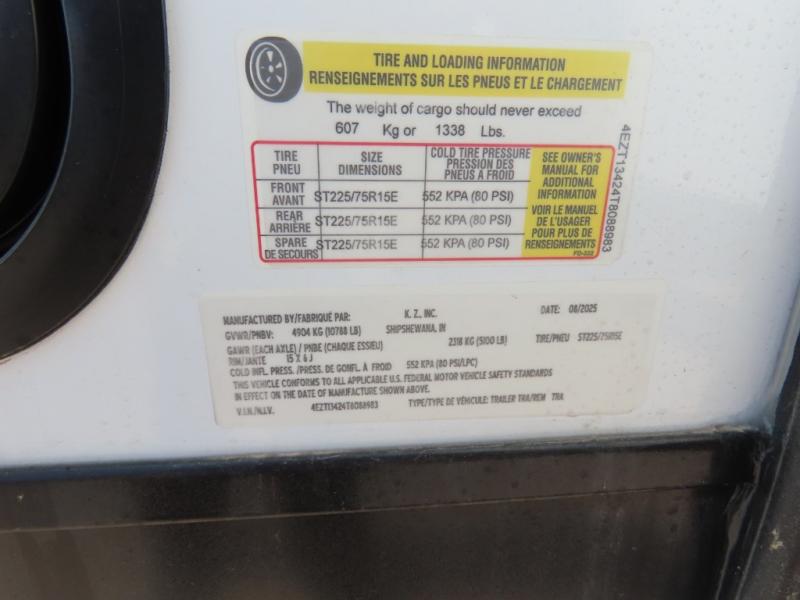 TIRE AND LOADING INFORMATION
RENSEIGNEMENTS SUR LES PNEUS ET LE CHARGEMENT
The weight of cargo should never exceed
607 Kg or 1338 Lbs.
TIRE PNEU SIZE DIMENSIONS COLD TIRE PRESSURE PRESSION DES PNEUS A FROID
FRONT AVANT ST225/75R15E 552 KPA (80 PSI)
REAR ARRIÈRE ST225/75R15E 552 KPA (80 PSI)
SPARE DE SECOURS ST225/75R15E 552 KPA (80 PSI)
SEE OWNER'S
MANUAL FOR
ADDITIONAL
INFORMATION
VOIR LE MANUEL
DE L'USAGER
POUR PLUS DE
RENSEIGNEMENTS
4EZT13424T8088983
MANUFACTURED BY/FABRIQUÉ PAR: K. Z., INC. DATE: 08/2025
SHIPSHEWANA, IN
GVWR/PNBV: 4904 KG (10788 LB)
GAWR (EACH AXLE) / PNBE (CHAQUE ESSIEU) 2318 KG (5100 LB) TIRE/PNEU ST225/75R15E
RIM/JANTE 15 X 6 J
COLD INFL. PRESS./PRESS. DE GONFL. À FROID 552 KPA (80 PSI/LPC)
THIS VEHICLE CONFORMS TO ALL APPLICABLE U.S. FEDERAL MOTOR VEHICLE SAFETY STANDARDS
IN EFFECT ON THE DATE OF MANUFACTURE SHOWN ABOVE.
V.I.N./N.I.V. 4EZT13424T8088983 TYPE/TYPE DE VÉHICULE: TRAILER TRA/REM TRA